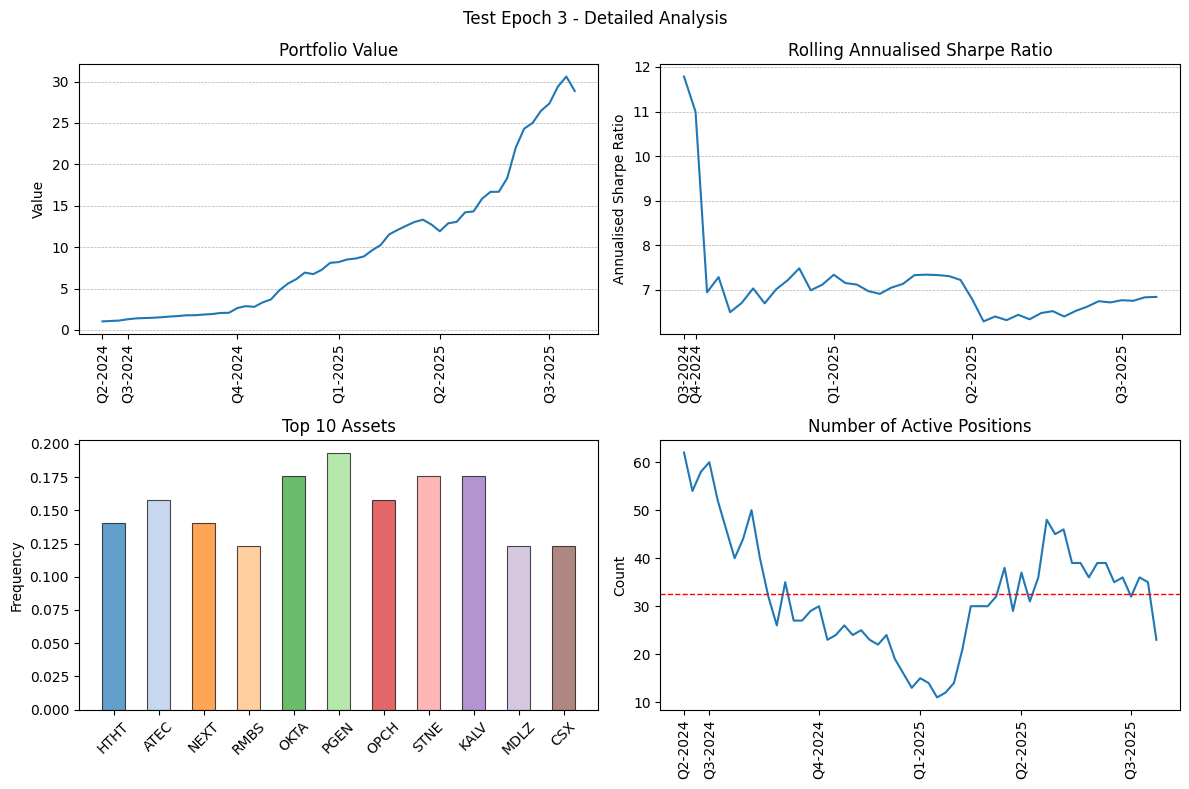 Test Epoch 3 - Detailed Analysis
Portfolio Value
Value
30
25
20
15
10
5
0
Q2-2024
Q3-2024
Q4-2024
Q1-2025
Q2-2025
Q3-2025
Rolling Annualised Sharpe Ratio
Annualised Sharpe Ratio
12
11
10
9
8
7
Q3-2024
Q4-2024
Q1-2025
Q2-2025
Q3-2025
Top 10 Assets
Frequency
0.200
0.175
0.150
0.125
0.100
0.075
0.050
0.025
0.000
HTHT
ATEC
NEXT
RMBS
OKTA
PGEN
OPCH
STNE
KALV
MDLZ
CSX
Number of Active Positions
Count
60
50
40
30
20
10
Q2-2024
Q3-2024
Q4-2024
Q1-2025
Q2-2025
Q3-2025